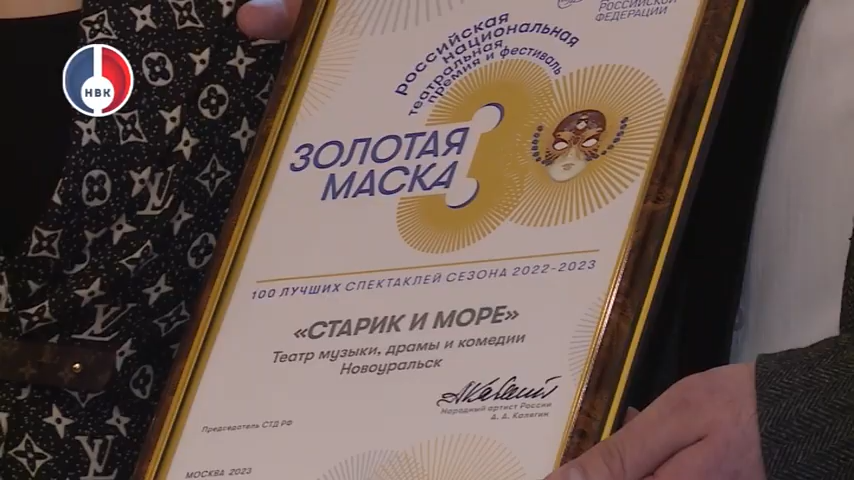 НВК
РОССИЙСКОЙ
ФЕДЕРАЦИИ
российская
национальная
театральная
премия и фестиваль
ЗОЛОТАЯ
МАСКА
30
100 ЛУЧШИХ СПЕКТАКЛЕЙ СЕЗОНА 2022-2023
«СТАРИК И МОРЕ»
Театр музыки, драмы и комедии
Новоуральск
Председатель СТД РФ
Народный артист России
А. А. Калягин
МОСКВА 2023